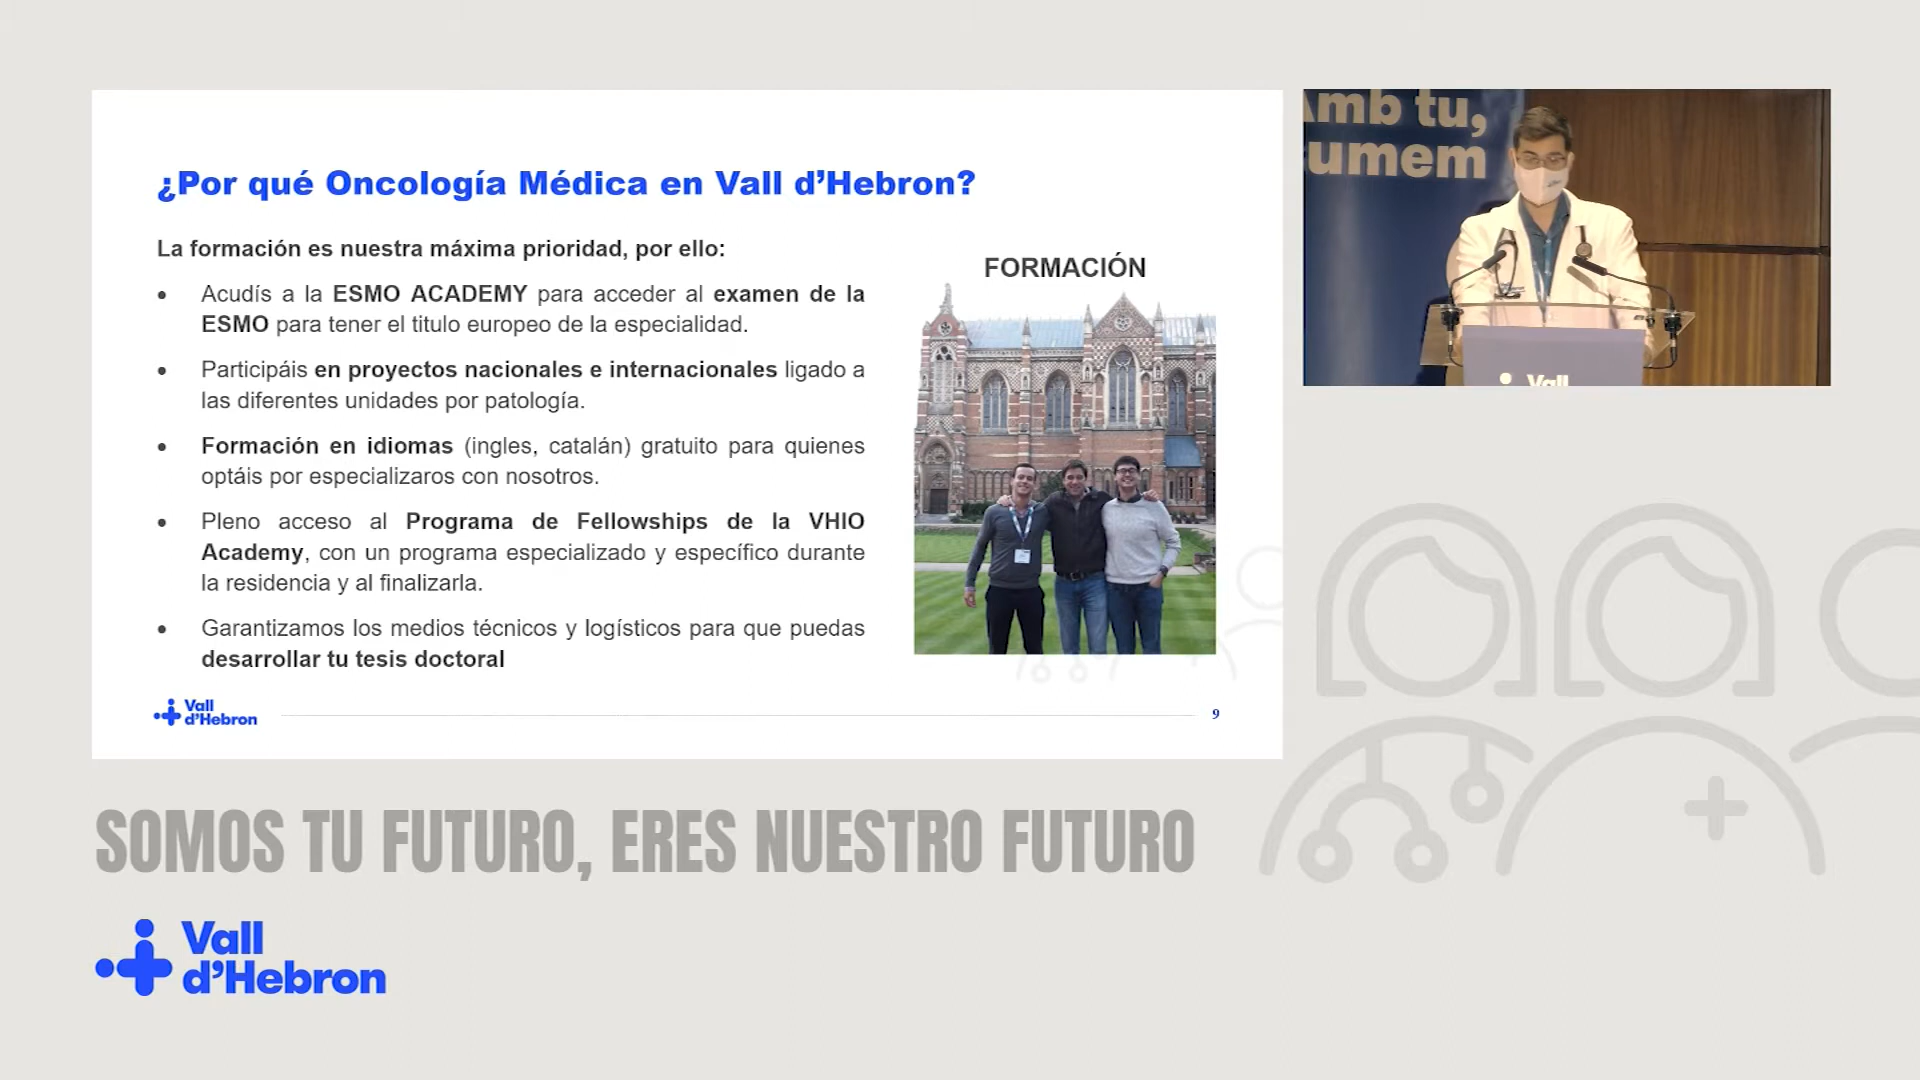 ¿Por qué Oncología Médica en Vall d’Hebron?
La formación es nuestra máxima prioridad, por ello:
• Acudís a la ESMO ACADEMY para acceder al examen de la
ESMO para tener el titulo europeo de la especialidad.
• Participáis en proyectos nacionales e internacionales ligado a
las diferentes unidades por patología.
• Formación en idiomas (ingles, catalán) gratuito para quienes
optáis por especializaros con nosotros.
• Pleno acceso al Programa de Fellowships de la VHIO
Academy, con un programa especializado y específico durante
la residencia y al finalizarla.
• Garantizamos los medios técnicos y logísticos para que puedas
desarrollar tu tesis doctoral
FORMACIÓN
Vall
d’Hebron
9
Amb tu,
umem
Vall
SOMOS TU FUTURO, ERES NUESTRO FUTURO
Vall
d’Hebron